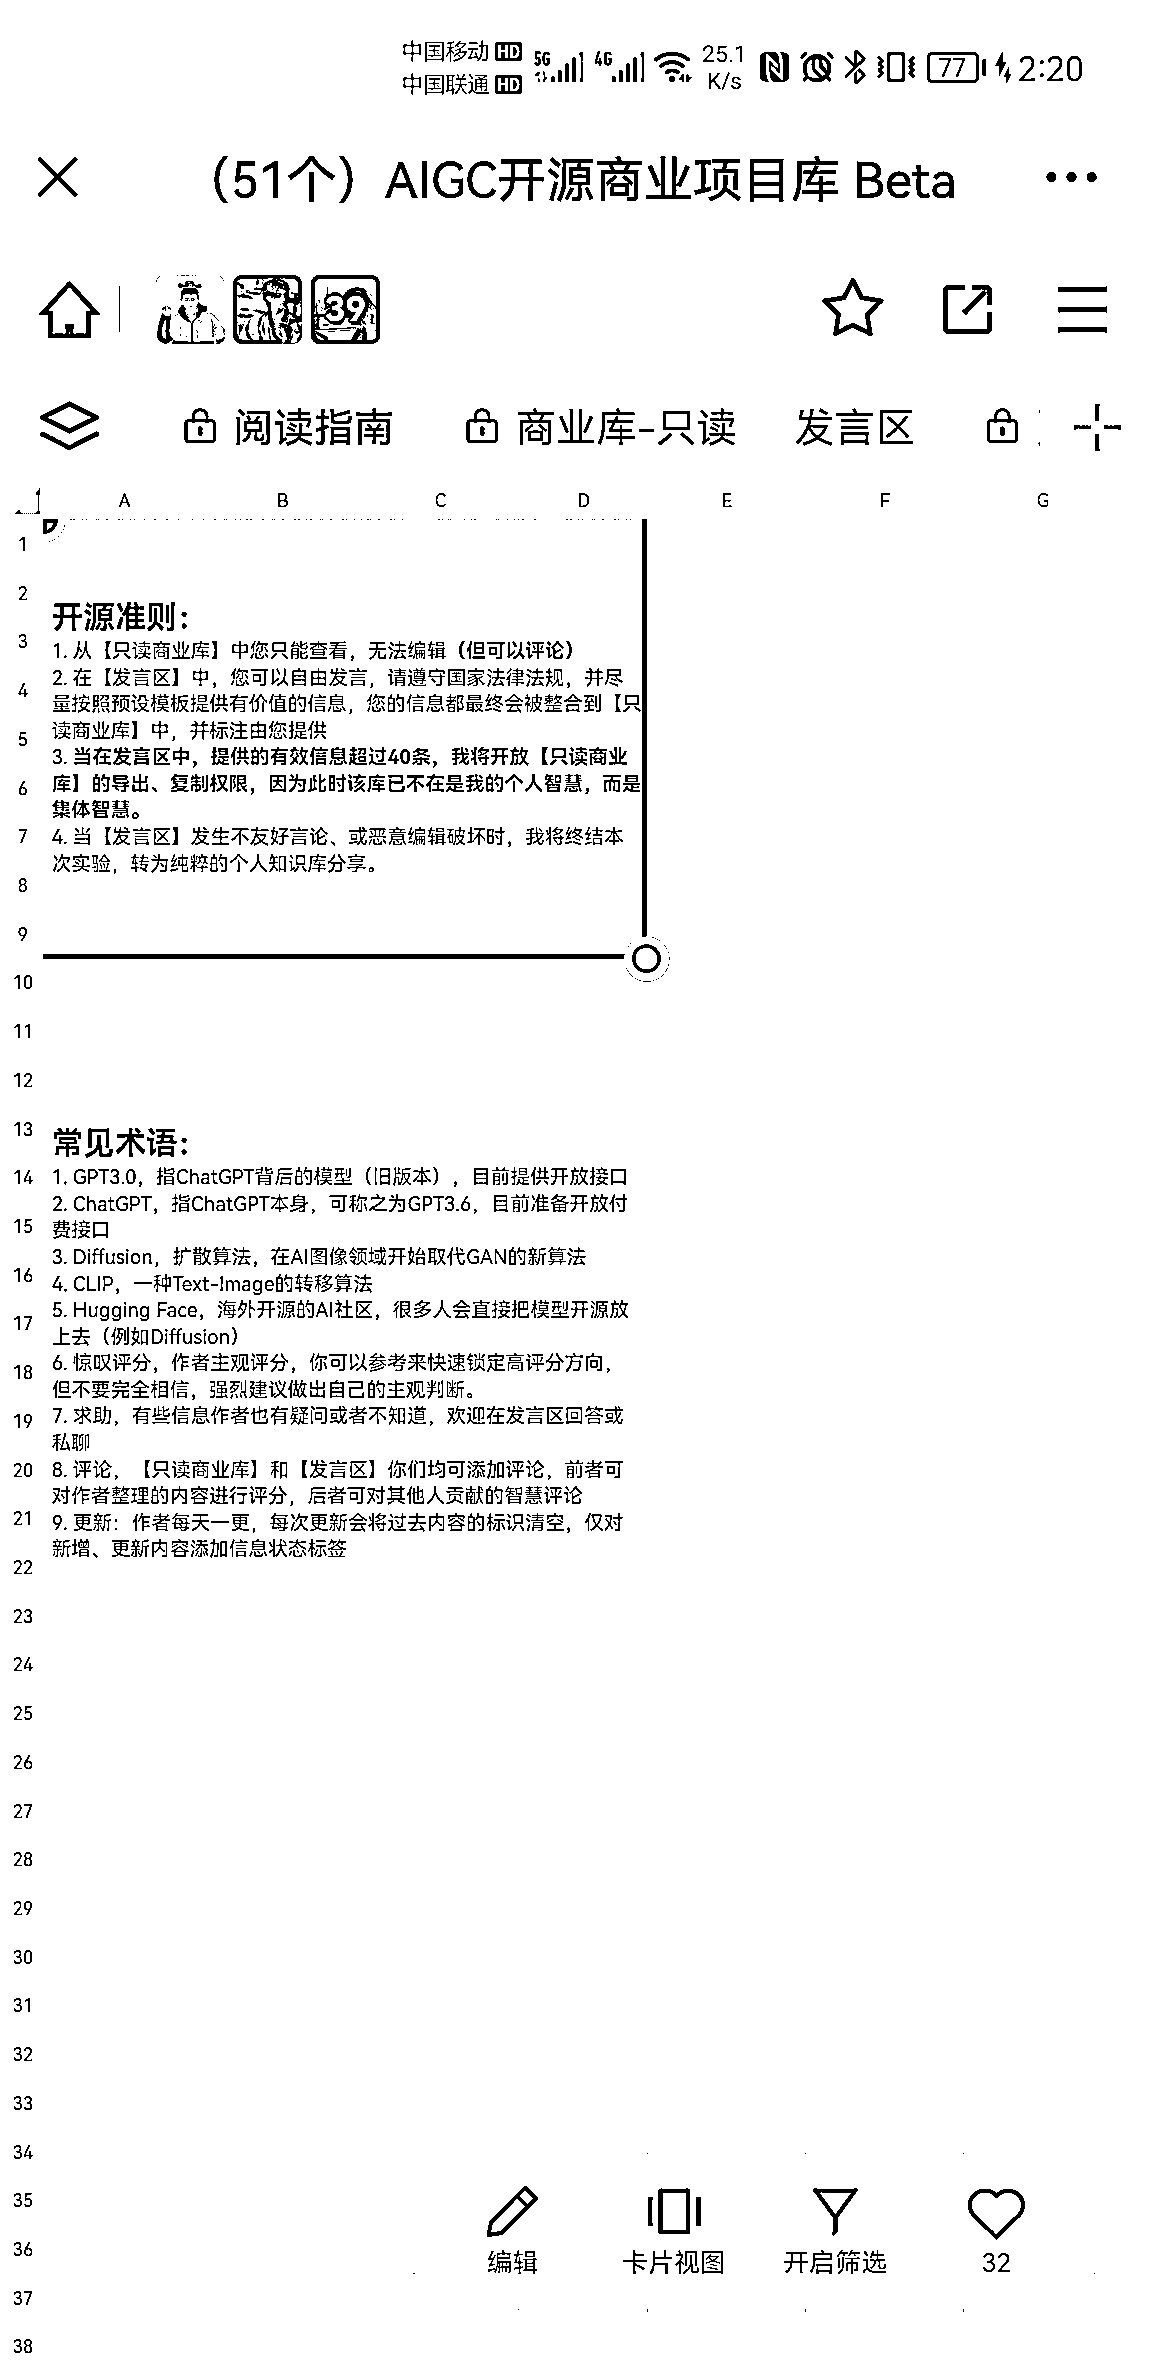 中国移动 HD 5G 4G 25.1 77 2:20
中国联通 HD K/s
（51个）AIGC开源商业项目库 Beta
39
阅读指南 商业库-只读 发言区
A B C D E F G
1
2
开源准则：
3 1. 从【只读商业库】中您只能查看，无法编辑（但可以评论）
2. 在【发言区】中，您可以自由发言，请遵守国家法律法规，并尽
4 量按照预设模板提供有价值的信息，您的信息都最终会被整合到【只
5 读商业库】中，并标注由您提供
3. 当在发言区中，提供的有效信息超过40条，我将开放【只读商业
6 库】的导出、复制权限，因为此时该库已不在是我的个人智慧，而是
集体智慧。
7 4. 当【发言区】发生不友好言论、或恶意编辑破坏时，我将终结本
次实验，转为纯粹的个人知识库分享。
8
9
10
11
12
13 常见术语：
14 1. GPT3.0，指ChatGPT背后的模型（旧版本），目前提供开放接口
2. ChatGPT，指ChatGPT本身，可称之为GPT3.6，目前准备开放付
15 费接口
3. Diffusion，扩散算法，在AI图像领域开始取代GAN的新算法
16 4. CLIP，一种Text-Image的转移算法
17 5. Hugging Face，海外开源的AI社区，很多人会直接把模型开源放
上去（例如Diffusion）
18 6. 惊叹评分，作者主观评分，你可以参考来快速锁定高评分方向，
但不要完全相信，强烈建议做出自己的主观判断。
19 7. 求助，有些信息作者也有疑问或者不知道，欢迎在发言区回答或
私聊
20 8. 评论，【只读商业库】和【发言区】你们均可添加评论，前者可
对作者整理的内容进行评分，后者可对其他人贡献的智慧评论
21 9. 更新：作者每天一更，每次更新会将过去内容的标识清空，仅对
新增、更新内容添加信息状态标签
22
23
24
25
26
27
28
29
30
31
32
33
34
35
36 编辑 卡片视图 开启筛选 32
37
38